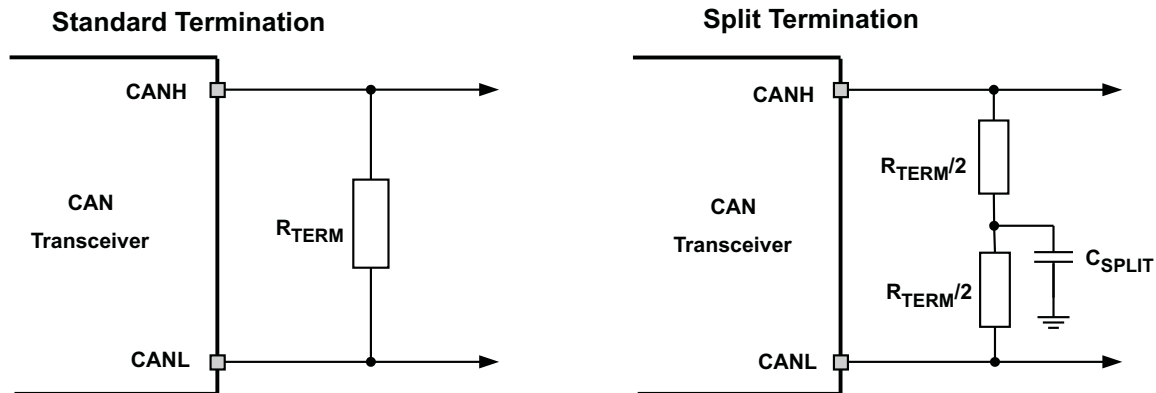 Standard Termination
CANH
CAN
Transceiver
RTERM
CANL
Split Termination
CANH
RTERM/2
CAN
Transceiver
CSPLIT
RTERM/2
CANL